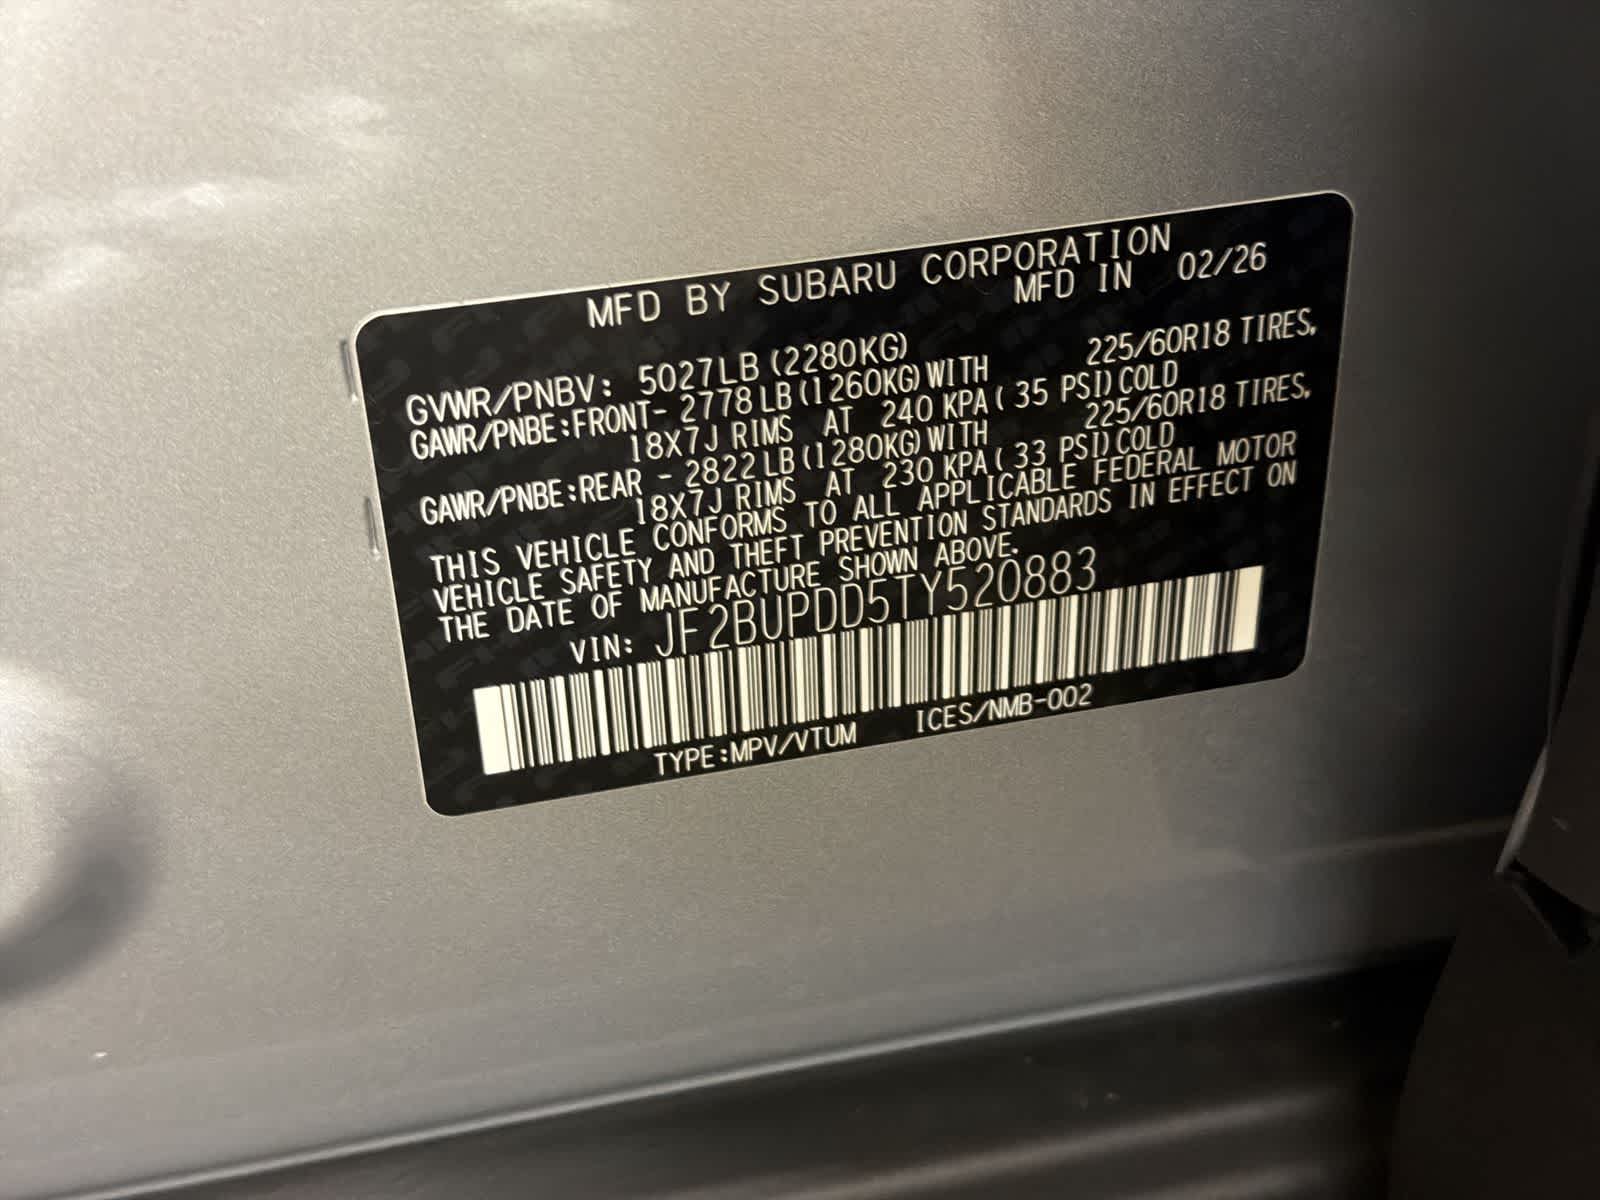 MFD BY SUBARU CORPORATION
MFD IN 02/26
GVWR/PNBV: 5027LB (2280KG)
GAWR/PNBE:FRONT- 2778LB(1260KG)WITH 225/60R18 TIRES,
18X7J RIMS AT 240 KPA( 35 PSI)COLD
GAWR/PNBE:REAR - 2822LB(1280KG)WITH 225/60R18 TIRES,
18X7J RIMS AT 230 KPA( 33 PSI)COLD
THIS VEHICLE CONFORMS TO ALL APPLICABLE FEDERAL MOTOR
VEHICLE SAFETY AND THEFT PREVENTION STANDARDS IN EFFECT ON
THE DATE OF MANUFACTURE SHOWN ABOVE.
VIN: JF2BUPDD5TY520883
TYPE:MPV/VTUM ICES/NMB-002